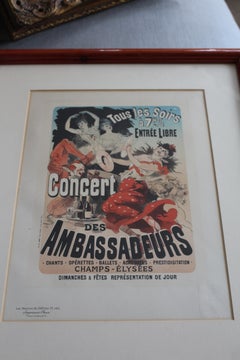 Tous les Soirs
à 7h
ENTRÉE LIBRE
Concert
DES
AMBASSADEURS
CHANTS - OPÉRETTES - BALLETS - ACROBATES - PRESTIDIGITATION
CHAMPS-ÉLYSÉES
DIMANCHES & FÊTES REPRÉSENTATION DE JOUR